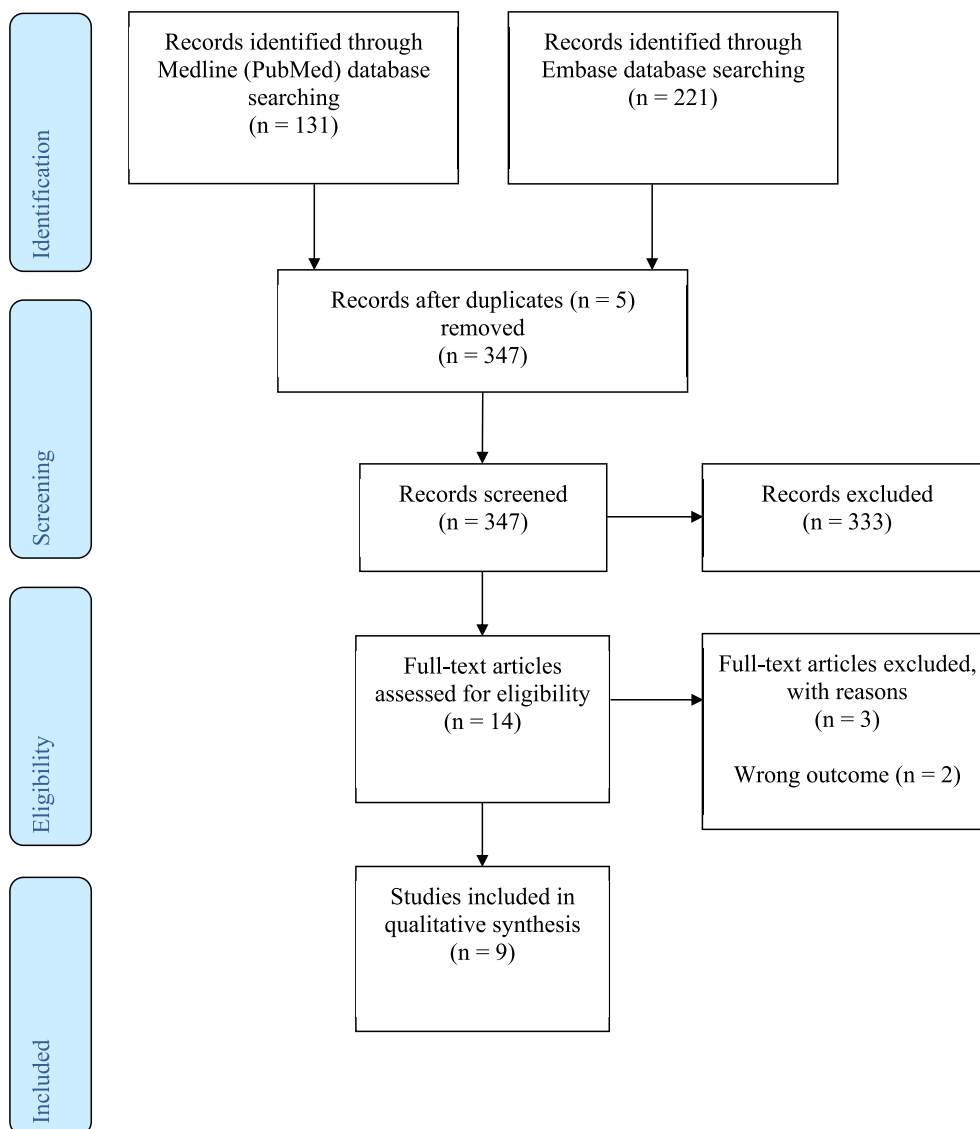 Identification
Records identified through
Medline (PubMed) database
searching
(n = 131)
Records identified through
Embase database searching
(n = 221)
Records after duplicates (n = 5)
removed
(n = 347)
Screening
Records screened
(n = 347)
Records excluded
(n = 333)
Eligibility
Full-text articles
assessed for eligibility
(n = 14)
Full-text articles excluded,
with reasons
(n = 3)
Wrong outcome (n = 2)
Included
Studies included in
qualitative synthesis
(n = 9)